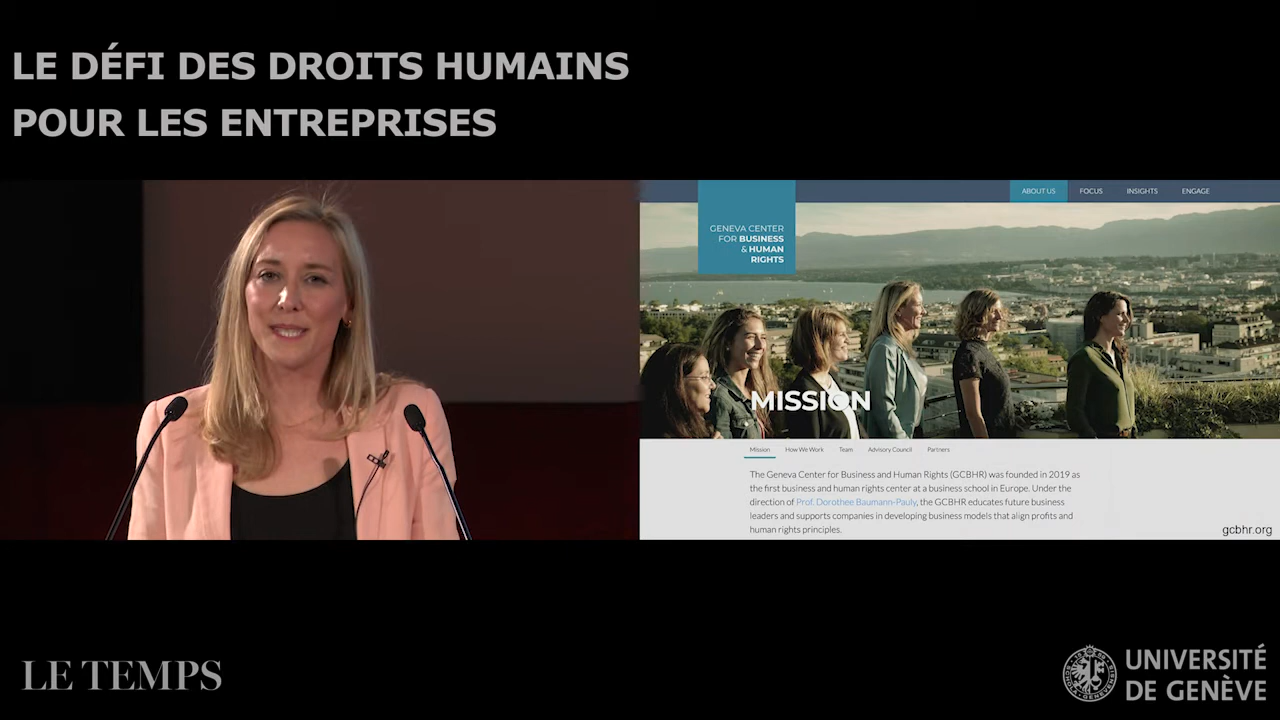 LE DÉFI DES DROITS HUMAINS
POUR LES ENTREPRISES
ABOUT US
FOCUS
INSIGHTS
ENGAGE
GENEVA CENTER
FOR BUSINESS
& HUMAN
RIGHTS
MISSION
Mission
How We Work
Team
Advisory Council
Partners
The Geneva Center for Business and Human Rights (GCBHR) was founded in 2019 as
the first business and human rights center at a business school in Europe. Under the
direction of Prof. Dorothee Baumann-Pauly, the GCBHR educates future business
leaders and supports companies in developing business models that align profits and
human rights principles.
gcbhr.org
LE TEMPS
UNIVERSITÉ
DE GENÈVE